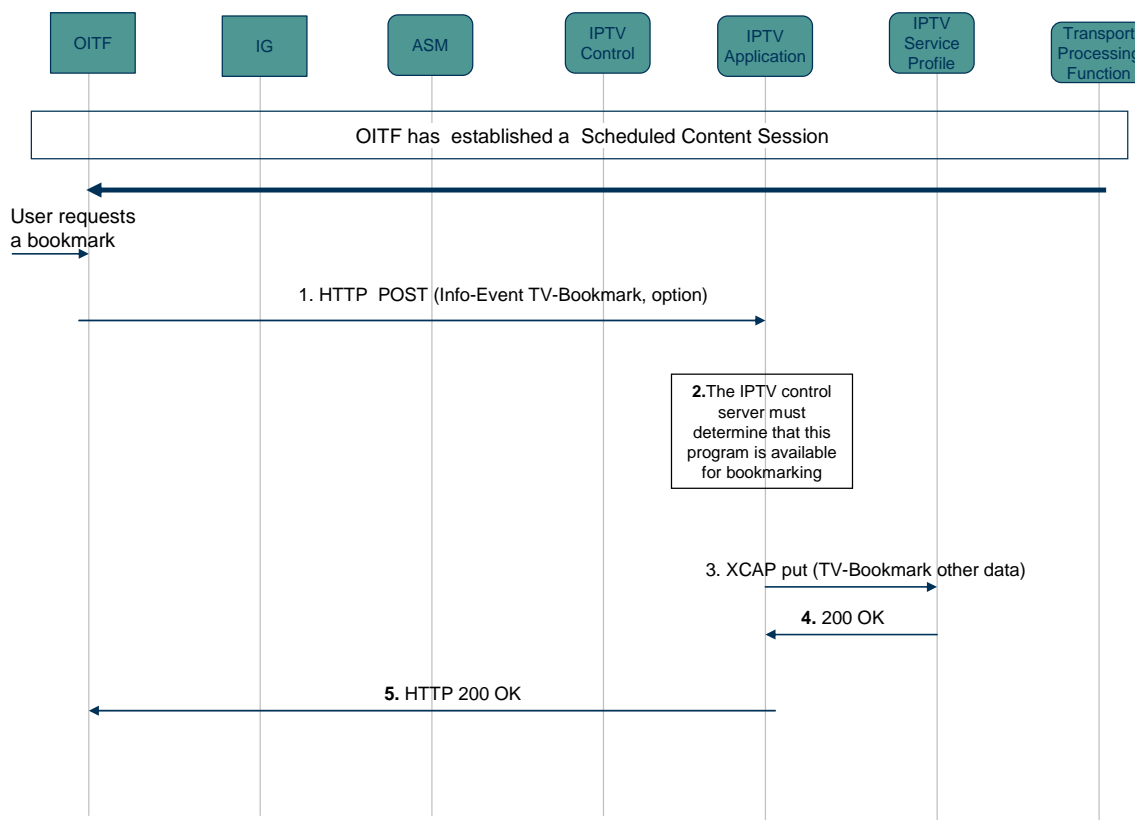 OITF
IG
ASM
IPTV
Control
IPTV
Application
IPTV
Service
Profile
Transport
Processing
Function
OITF has established a Scheduled Content Session
User requests
a bookmark
1. HTTP POST (Info-Event TV-Bookmark, option)
2.The IPTV control
server must
determine that this
program is available
for bookmarking
3. XCAP put (TV-Bookmark other data)
4. 200 OK
5. HTTP 200 OK